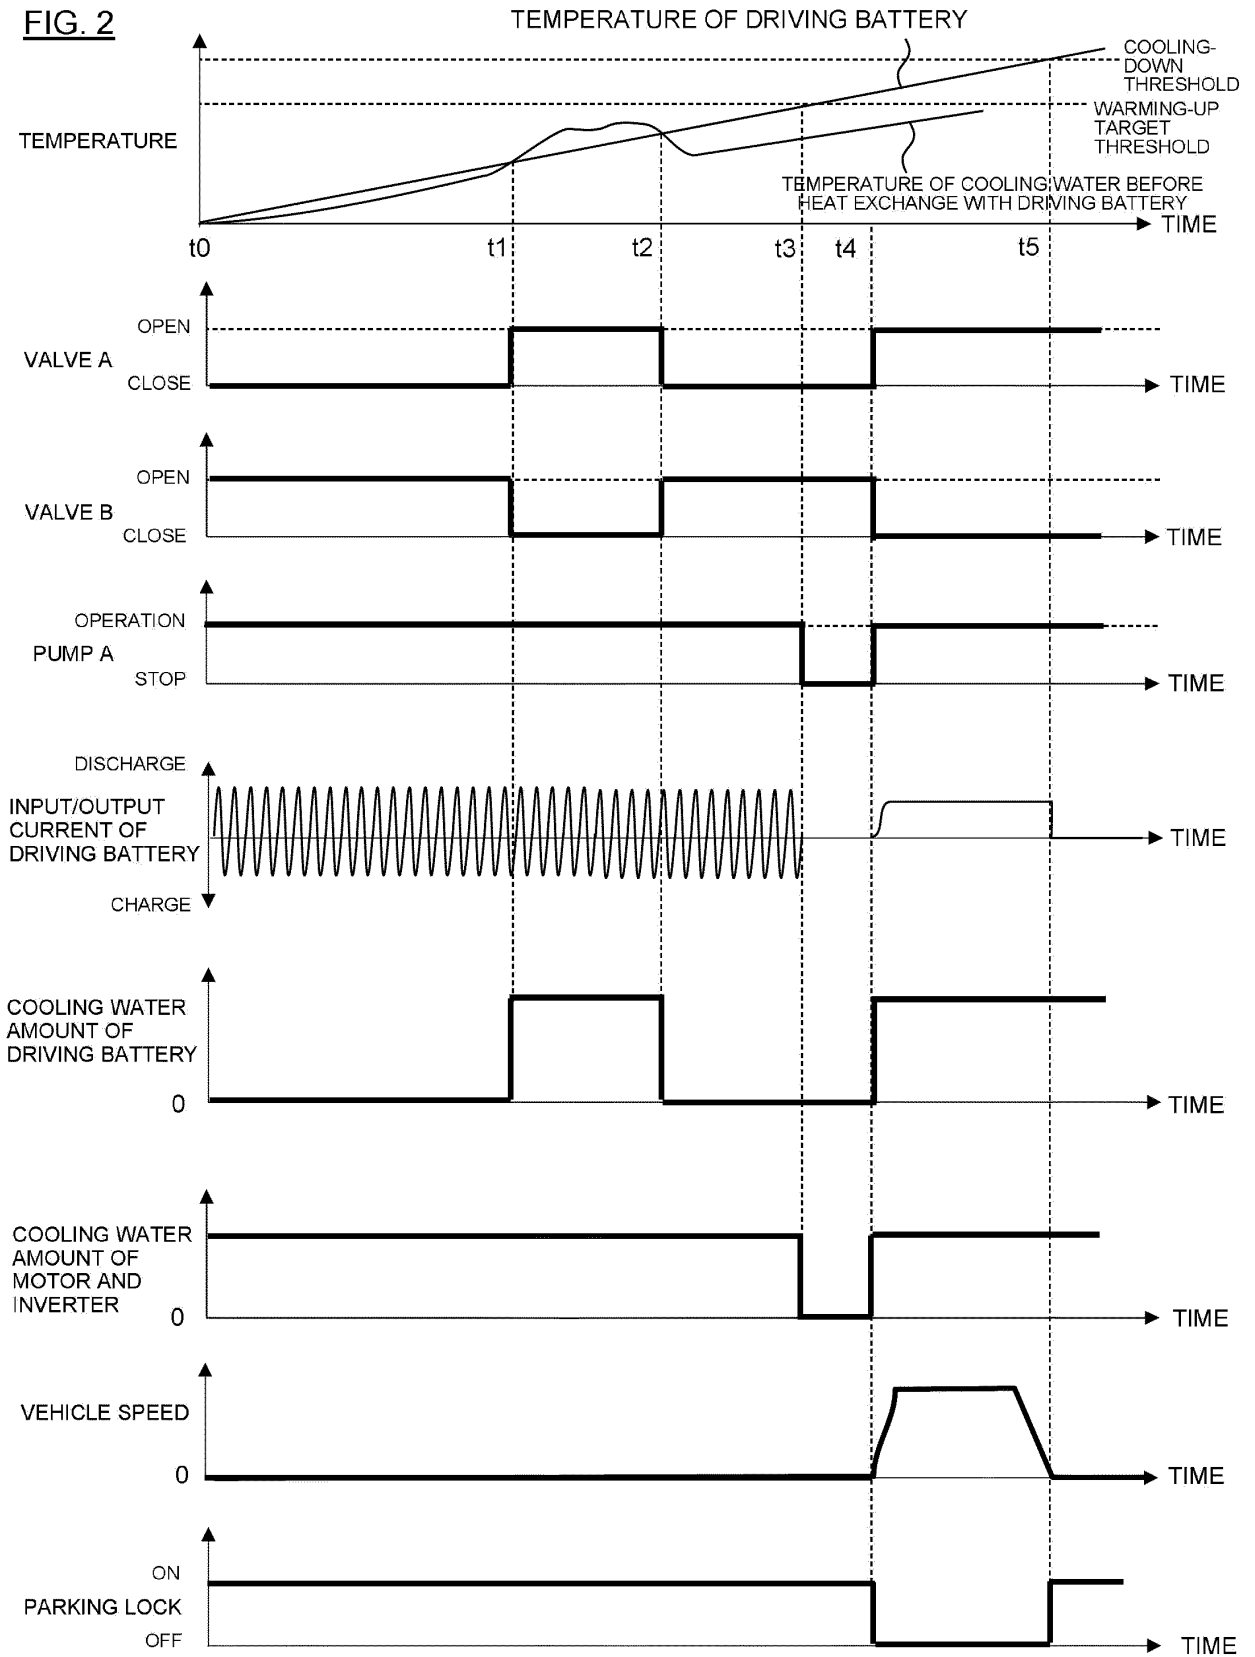 FIG. 2
TEMPERATURE OF DRIVING BATTERY
COOLING-
DOWN
THRESHOLD
WARMING-UP
TARGET
THRESHOLD
TEMPERATURE
TEMPERATURE OF COOLING WATER BEFORE
HEAT EXCHANGE WITH DRIVING BATTERY
TIME
t0
t1
t2
t3
t4
t5
OPEN
VALVE A
CLOSE
TIME
OPEN
VALVE B
CLOSE
TIME
OPERATION
PUMP A
STOP
TIME
DISCHARGE
INPUT/OUTPUT
CURRENT OF
DRIVING BATTERY
TIME
CHARGE
COOLING WATER
AMOUNT OF
DRIVING BATTERY
0
TIME
COOLING WATER
AMOUNT OF
MOTOR AND
INVERTER
0
TIME
VEHICLE SPEED
0
TIME
ON
PARKING LOCK
OFF
TIME